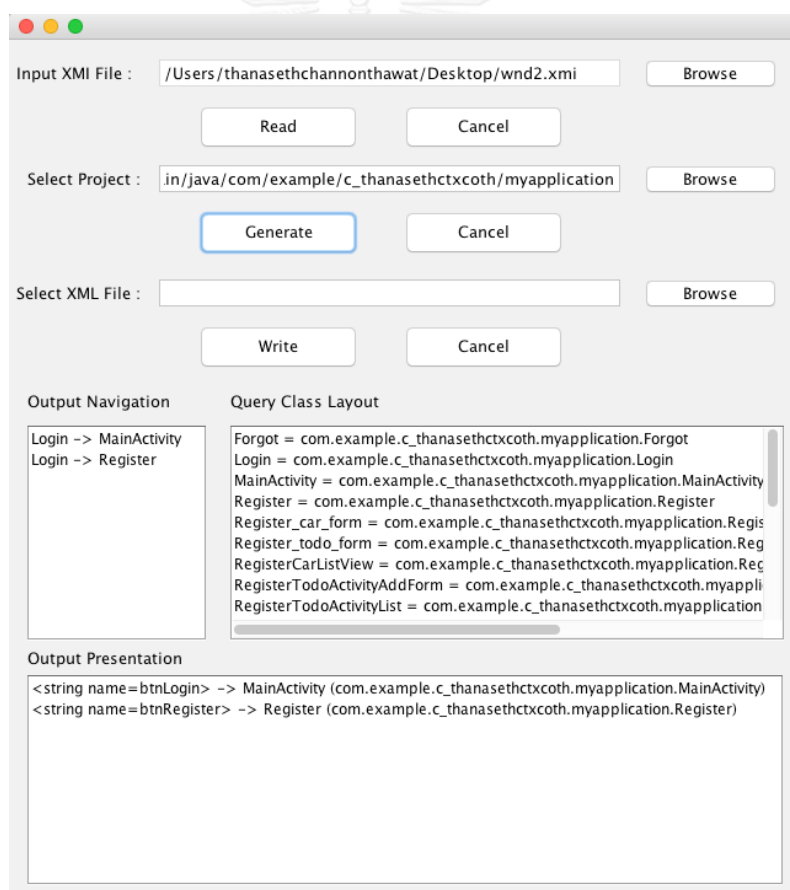 Input XMI File : /Users/thanasethchannonthawat/Desktop/wnd2.xmi Browse
Read Cancel
Select Project : .in/java/com/example/c_thanasethctxcoth/myapplication Browse
Generate Cancel
Select XML File : Browse
Write Cancel
Output Navigation
Login -> MainActivity
Login -> Register
Query Class Layout
Forgot = com.example.c_thanasethctxcoth.myapplication.Forgot
Login = com.example.c_thanasethctxcoth.myapplication.Login
MainActivity = com.example.c_thanasethctxcoth.myapplication.MainActivity
Register = com.example.c_thanasethctxcoth.myapplication.Register
Register_car_form = com.example.c_thanasethctxcoth.myapplication.Regis
Register_todo_form = com.example.c_thanasethctxcoth.myapplication.Reg
RegisterCarListView = com.example.c_thanasethctxcoth.myapplication.Reg
RegisterTodoActivityAddForm = com.example.c_thanasethctxcoth.myappli
RegisterTodoActivityList = com.example.c_thanasethctxcoth.myapplication
Output Presentation
<string name=btnLogin> -> MainActivity (com.example.c_thanasethctxcoth.myapplication.MainActivity)
<string name=btnRegister> -> Register (com.example.c_thanasethctxcoth.myapplication.Register)